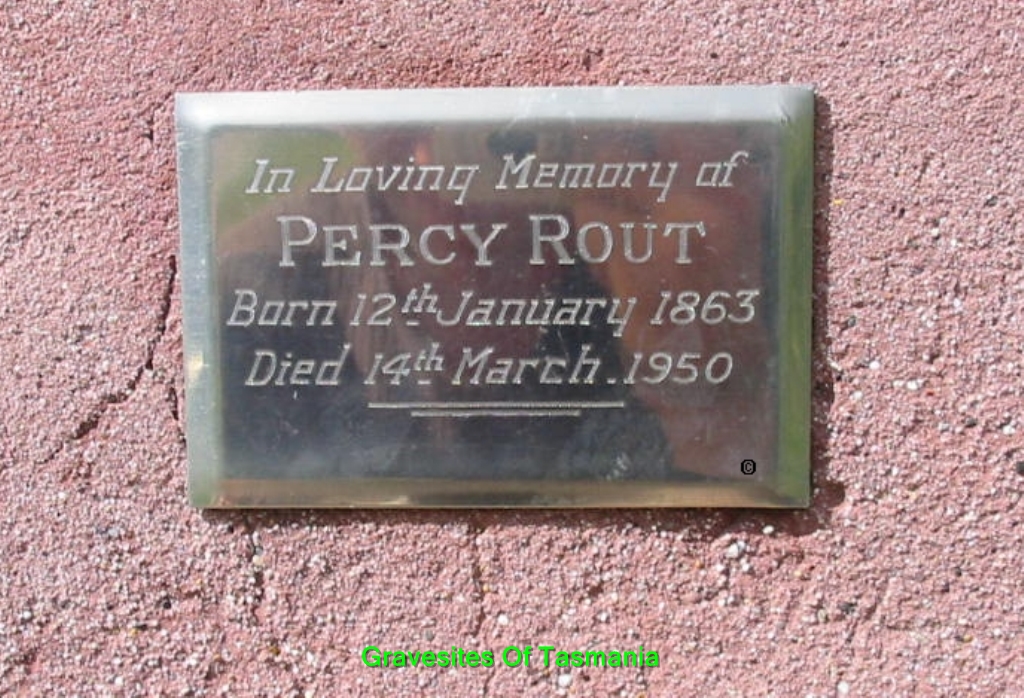 In Loving Memory of
PERCY ROUT
Born 12th January 1863
Died 14th March. 1950
©
Gravesites Of Tasmania